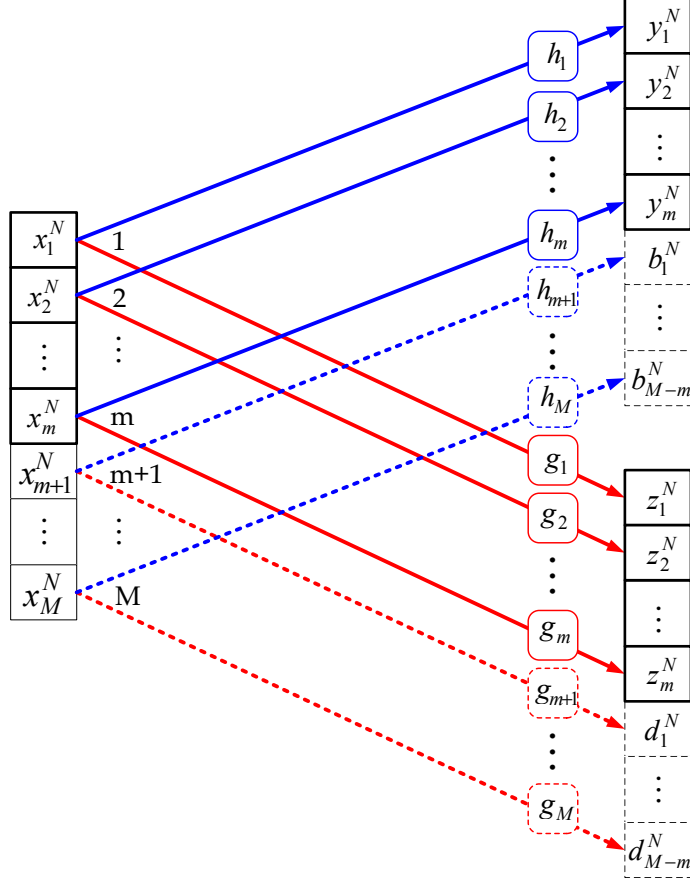 x_1^N
x_2^N
⋮
x_m^N
x_{m+1}^N
⋮
x_M^N
1
2
⋮
m
m+1
⋮
M
h_1
h_2
⋮
h_m
h_{m+1}
⋮
h_M
g_1
g_2
⋮
g_m
g_{m+1}
⋮
g_M
y_1^N
y_2^N
⋮
y_m^N
b_1^N
⋮
b_{M-m}^N
z_1^N
z_2^N
⋮
z_m^N
d_1^N
⋮
d_{M-m}^N